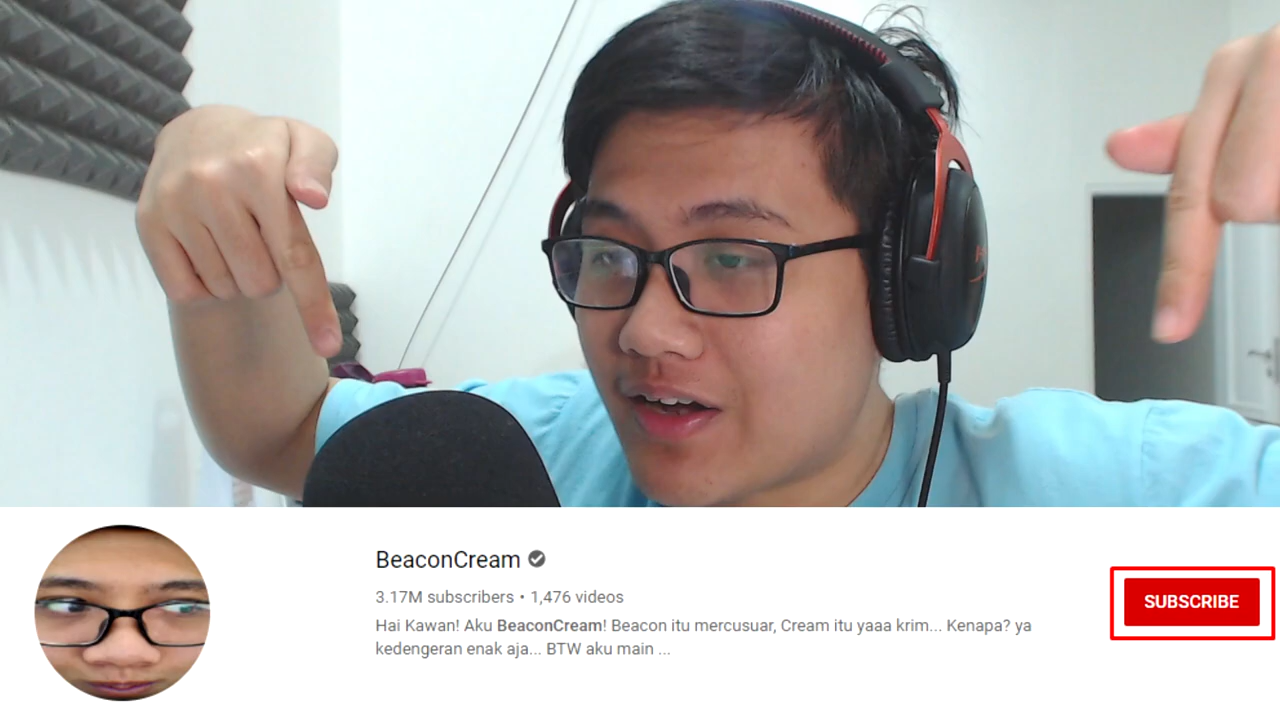 BeaconCream
3.17M subscribers • 1,476 videos
Hai Kawan! Aku BeaconCream! Beacon itu mercusuar, Cream itu yaaa krim... Kenapa? ya
kedengeran enak aja... BTW aku main ...
SUBSCRIBE